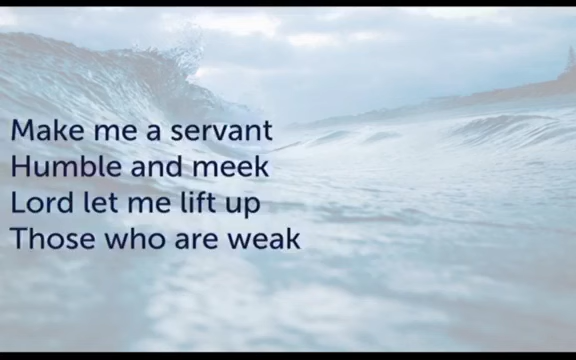 Make me a servant
Humble and meek
Lord let me lift up
Those who are weak